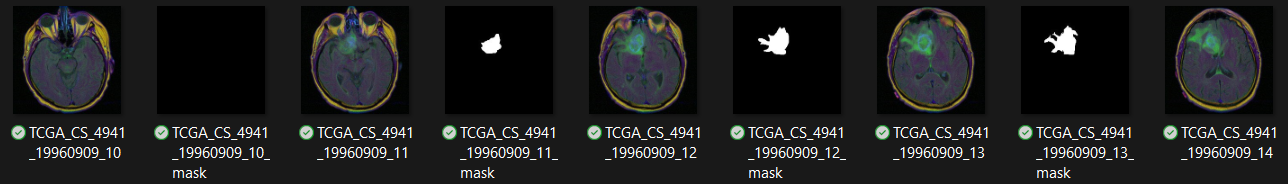 TCGA_CS_4941
_19960909_10
TCGA_CS_4941
_19960909_10_
mask
TCGA_CS_4941
_19960909_11
TCGA_CS_4941
_19960909_11_
mask
TCGA_CS_4941
_19960909_12
TCGA_CS_4941
_19960909_12_
mask
TCGA_CS_4941
_19960909_13
TCGA_CS_4941
_19960909_13_
mask
TCGA_CS_4941
_19960909_14